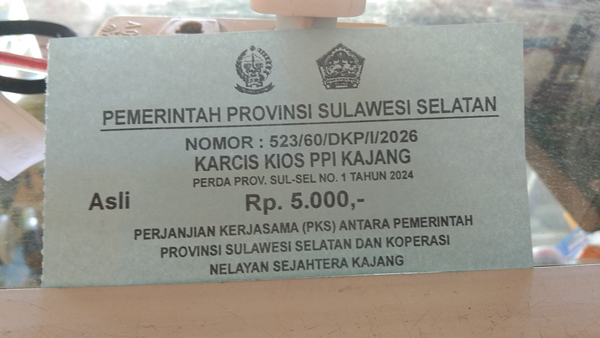 PEMERINTAH PROVINSI SULAWESI SELATAN
NOMOR : 523/60/DKP/I/2026
KARCIS KIOS PPI KAJANG
PERDA PROV. SUL-SEL NO. 1 TAHUN 2024
Asli Rp. 5.000,-
PERJANJIAN KERJASAMA (PKS) ANTARA PEMERINTAH
PROVINSI SULAWESI SELATAN DAN KOPERASI
NELAYAN SEJAHTERA KAJANG